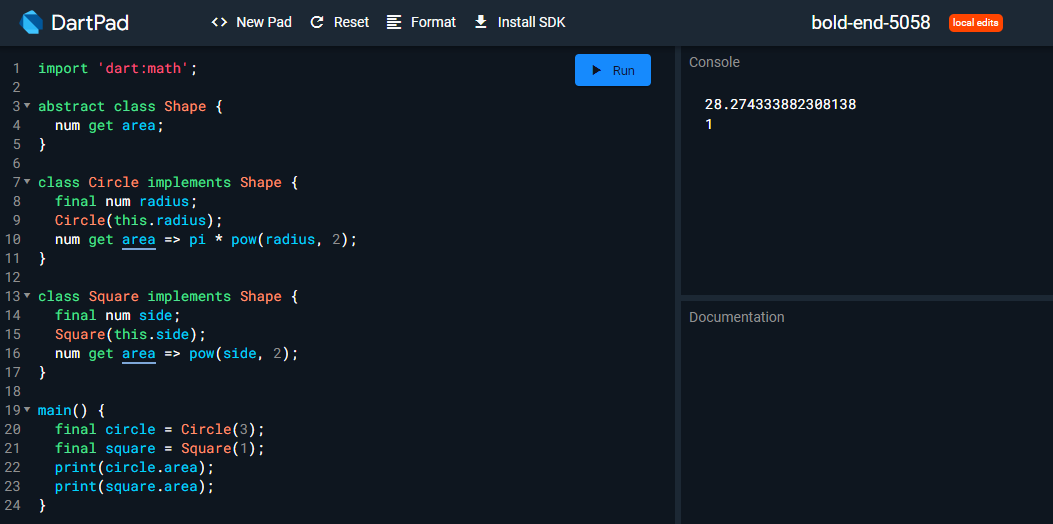 DartPad
<> New Pad Reset Format Install SDK
bold-end-5058 local edits
Run
1 import 'dart:math';
2
3 abstract class Shape {
4   num get area;
5 }
6
7 class Circle implements Shape {
8   final num radius;
9   Circle(this.radius);
10   num get area => pi * pow(radius, 2);
11 }
12
13 class Square implements Shape {
14   final num side;
15   Square(this.side);
16   num get area => pow(side, 2);
17 }
18
19 main() {
20   final circle = Circle(3);
21   final square = Square(1);
22   print(circle.area);
23   print(square.area);
24 }
Console
28.274333882308138
1
Documentation